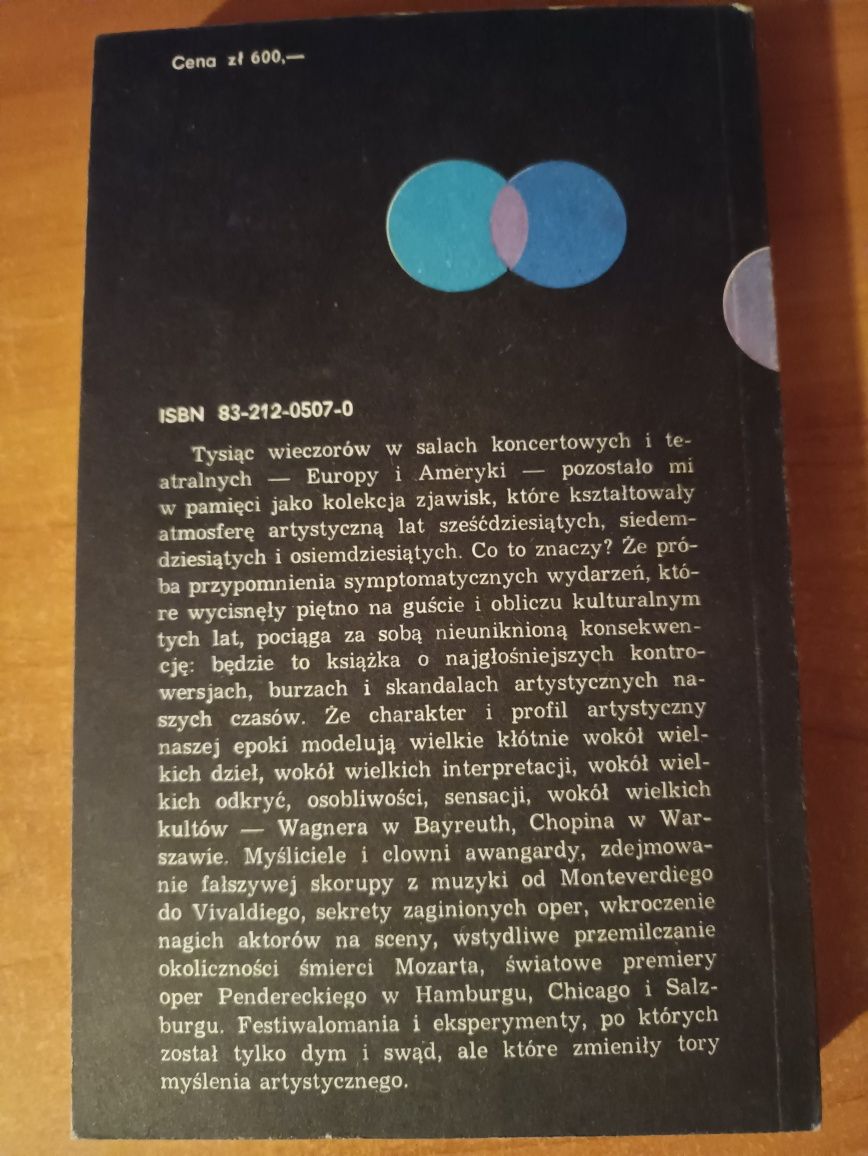 Cena zł 600,—
ISBN 83-212-0507-0
Tysiąc wieczorów w salach koncertowych i te-
atralnych — Europy i Ameryki — pozostało mi
w pamięci jako kolekcja zjawisk, które kształtowały
atmosferę artystyczną lat sześćdziesiątych, siedem-
dziesiątych i osiemdziesiątych. Co to znaczy? Że pró-
ba przypomnienia symptomatycznych wydarzeń, któ-
re wycisnęły piętno na guście i obliczu kulturalnym
tych lat, pociąga za sobą nieuniknioną konsekwen-
cję: będzie to książka o najgłośniejszych kontro-
wersjach, burzach i skandalach artystycznych na-
szych czasów. Że charakter i profil artystyczny
naszej epoki modelują wielkie kłótnie wokół wiel-
kich dzieł, wokół wielkich interpretacji, wokół wiel-
kich odkryć, osobliwości, sensacji, wokół wielkich
kultów — Wagnera w Bayreuth, Chopina w War-
szawie. Myśliciele i clowni awangardy, zdejmowa-
nie fałszywej skorupy z muzyki od Monteverdiego
do Vivaldiego, sekrety zaginionych oper, wkroczenie
nagich aktorów na sceny, wstydliwe przemilczanie
okoliczności śmierci Mozarta, światowe premiery
oper Pendereckiego w Hamburgu, Chicago i Salz-
burgu. Festiwalomania i eksperymenty, po których
został tylko dym i swąd, ale które zmieniły tory
myślenia artystycznego.